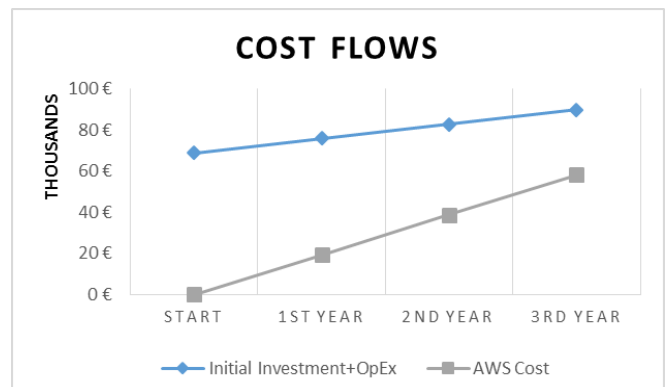 COST FLOWS
THOUSANDS
100 €
80 €
60 €
40 €
20 €
0 €
START 1ST YEAR 2ND YEAR 3RD YEAR
Initial Investment+OpEx AWS Cost